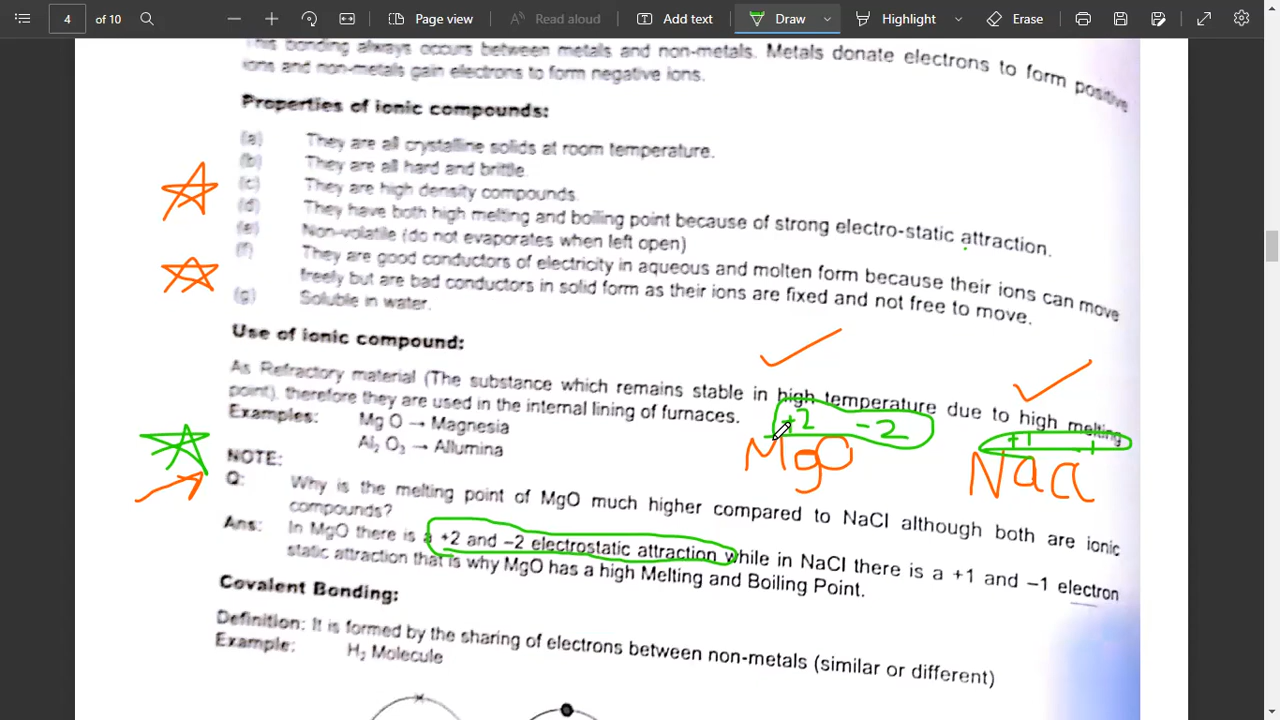 4 of 10 Page view Read aloud Add text Draw Highlight Erase
This bonding always occurs between metals and non-metals. Metals donate electrons to form positive
ions and non-metals gain electrons to form negative ions.
Properties of ionic compounds:
(a) They are all crystalline solids at room temperature.
(b) They are all hard and brittle.
(c) They are high density compounds.
(d) They have both high melting and boiling point because of strong electro-static attraction.
(e) Non-volatile (do not evaporates when left open)
(f) They are good conductors of electricity in aqueous and molten form because their ions can move
freely but are bad conductors in solid form as their ions are fixed and not free to move.
(g) Soluble in water.
Use of ionic compound:
As Refractory material (The substance which remains stable in high temperature due to high melting
point), therefore they are used in the internal lining of furnaces.
Examples: Mg O → Magnesia
Al₂ O₃ → Allumina
+2 -2
MgO
+1
NaCl
NOTE:
Q: Why is the melting point of MgO much higher compared to NaCl although both are ionic
compounds?
Ans: In MgO there is a +2 and –2 electrostatic attraction while in NaCl there is a +1 and –1 electron
static attraction that is why MgO has a high Melting and Boiling Point.
Covalent Bonding:
Definition: It is formed by the sharing of electrons between non-metals (similar or different)
Example: H₂ Molecule